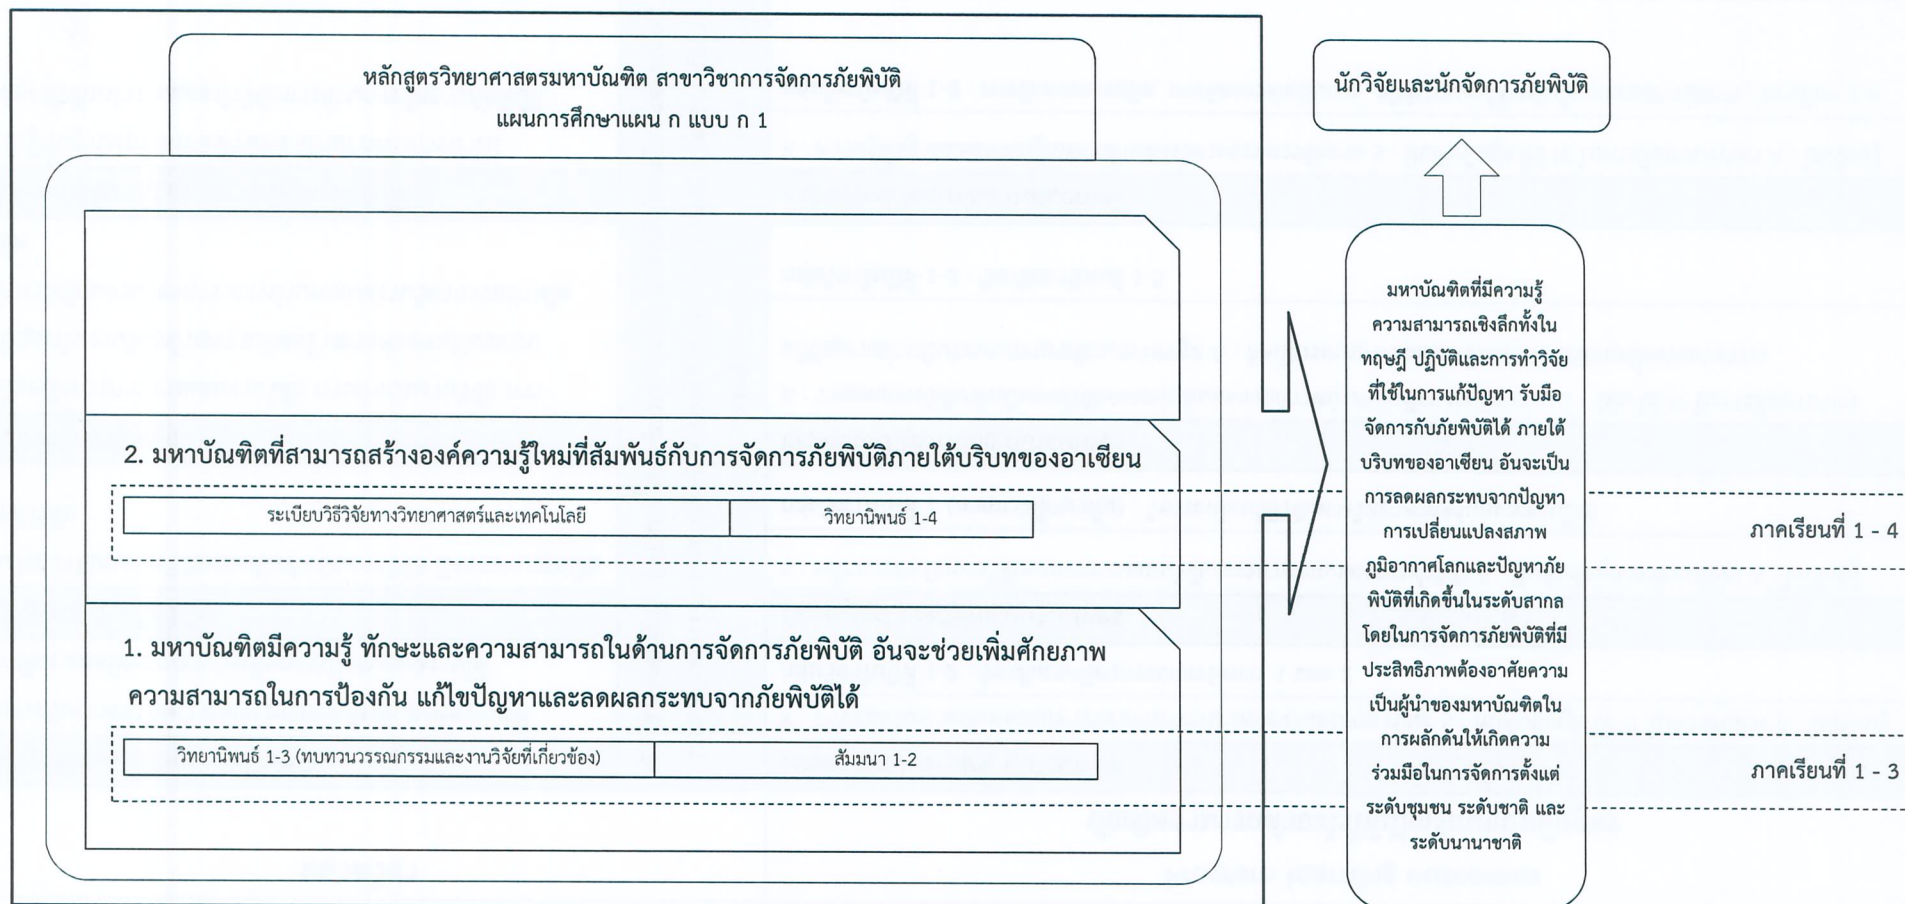 หลักสูตรวิทยาศาสตรมหาบัณฑิต สาขาวิชาการจัดการภัยพิบัติ
แผนการศึกษาแผน ก แบบ ก 1
2. มหาบัณฑิตที่สามารถสร้างองค์ความรู้ใหม่ที่สัมพันธ์กับการจัดการภัยพิบัติภายใต้บริบทของอาเซียน
ระเบียบวิธีวิจัยทางวิทยาศาสตร์และเทคโนโลยี
วิทยานิพนธ์ 1-4
1. มหาบัณฑิตมีความรู้ ทักษะและความสามารถในด้านการจัดการภัยพิบัติ อันจะช่วยเพิ่มศักยภาพ
ความสามารถในการป้องกัน แก้ไขปัญหาและลดผลกระทบจากภัยพิบัติได้
วิทยานิพนธ์ 1-3 (ทบทวนวรรณกรรมและงานวิจัยที่เกี่ยวข้อง)
สัมมนา 1-2
นักวิจัยและนักจัดการภัยพิบัติ
มหาบัณฑิตที่มีความรู้
ความสามารถเชิงลึกทั้งใน
ทฤษฎี ปฏิบัติและการทำวิจัย
ที่ใช้ในการแก้ปัญหา รับมือ
จัดการกับภัยพิบัติได้ ภายใต้
บริบทของอาเซียน อันจะเป็น
การลดผลกระทบจากปัญหา
การเปลี่ยนแปลงสภาพ
ภูมิอากาศโลกและปัญหาภัย
พิบัติที่เกิดขึ้นในระดับสากล
โดยในการจัดการภัยพิบัติที่มี
ประสิทธิภาพต้องอาศัยความ
เป็นผู้นำของมหาบัณฑิตใน
การผลักดันให้เกิดความ
ร่วมมือในการจัดการตั้งแต่
ระดับชุมชน ระดับชาติ และ
ระดับนานาชาติ
ภาคเรียนที่ 1 - 4
ภาคเรียนที่ 1 - 3